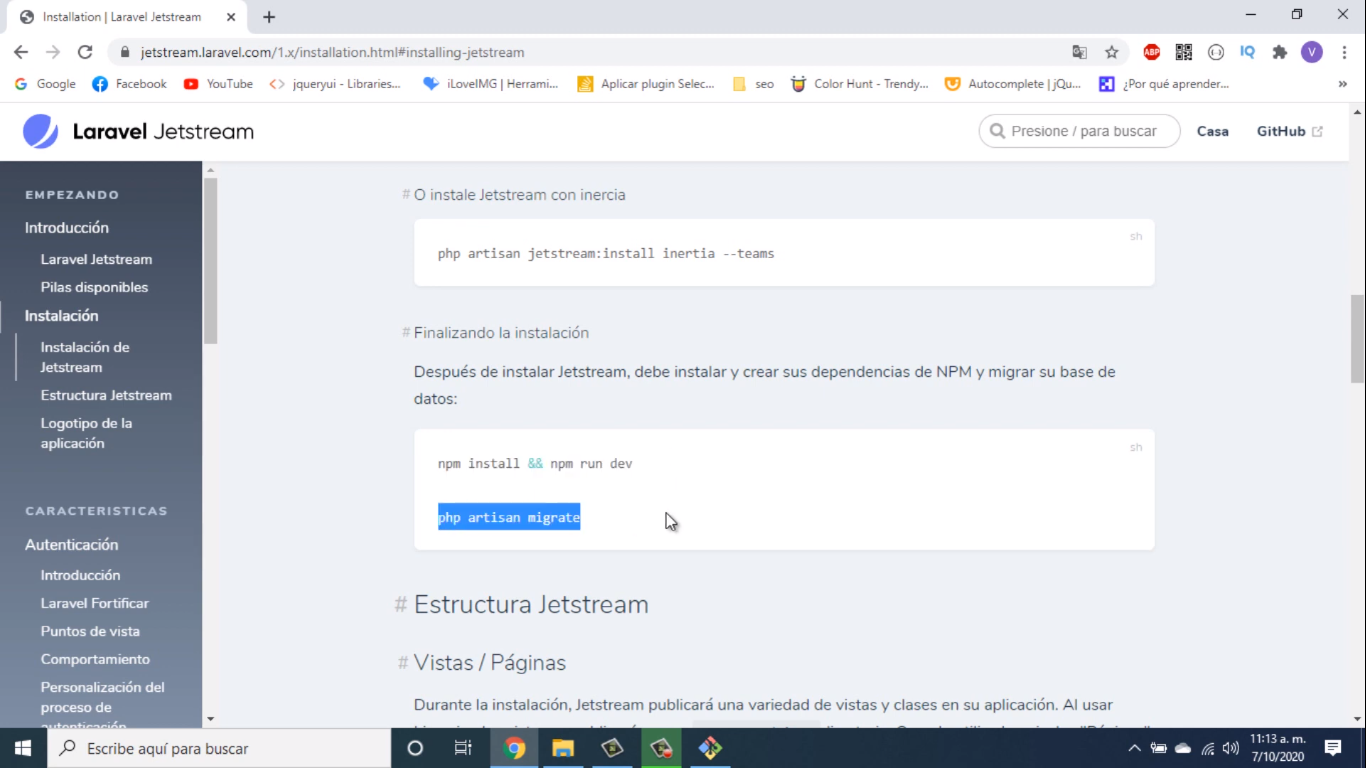 Installation | Laravel Jetstream
jetstream.laravel.com/1.x/installation.html#installing-jetstream
ABP
IQ
V
Google
Facebook
YouTube
jqueryui - Libraries...
iLoveIMG | Herrami...
Aplicar plugin Selec...
seo
Color Hunt - Trendy...
Autocomplete | jQu...
¿Por qué aprender...
»
Laravel Jetstream
Presione / para buscar
Casa
GitHub
EMPEZANDO
Introducción
Laravel Jetstream
Pilas disponibles
Instalación
Instalación de
Jetstream
Estructura Jetstream
Logotipo de la
aplicación
CARACTERISTICAS
Autenticación
Introducción
Laravel Fortificar
Puntos de vista
Comportamiento
Personalización del
proceso de
autenticación
# O instale Jetstream con inercia
sh
php artisan jetstream:install inertia --teams
# Finalizando la instalación
Después de instalar Jetstream, debe instalar y crear sus dependencias de NPM y migrar su base de
datos:
sh
npm install && npm run dev
php artisan migrate
# Estructura Jetstream
# Vistas / Páginas
Durante la instalación, Jetstream publicará una variedad de vistas y clases en su aplicación. Al usar
Escribe aquí para buscar
11:13 a. m.
7/10/2020